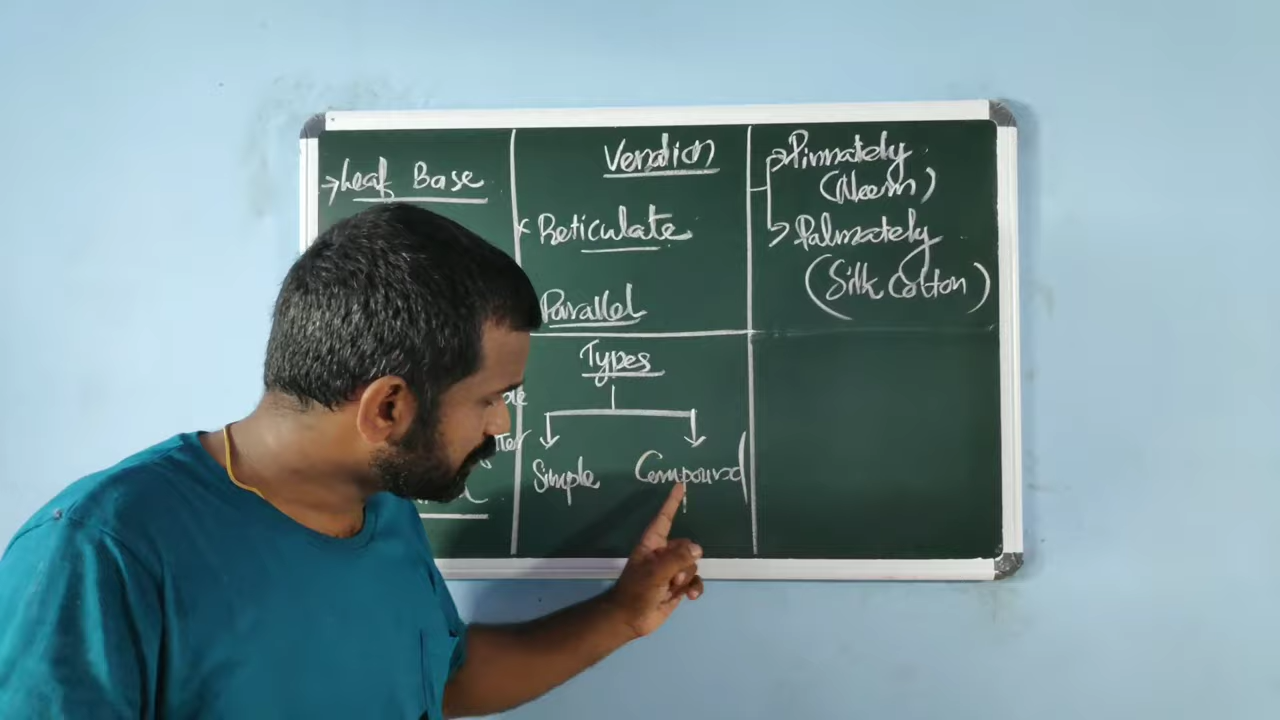 → Leaf Base
Venation
Reticulate
Parallel
Types
Simple Compound
Pinnately
(Neem)
Palmately
(Silk Cotton)